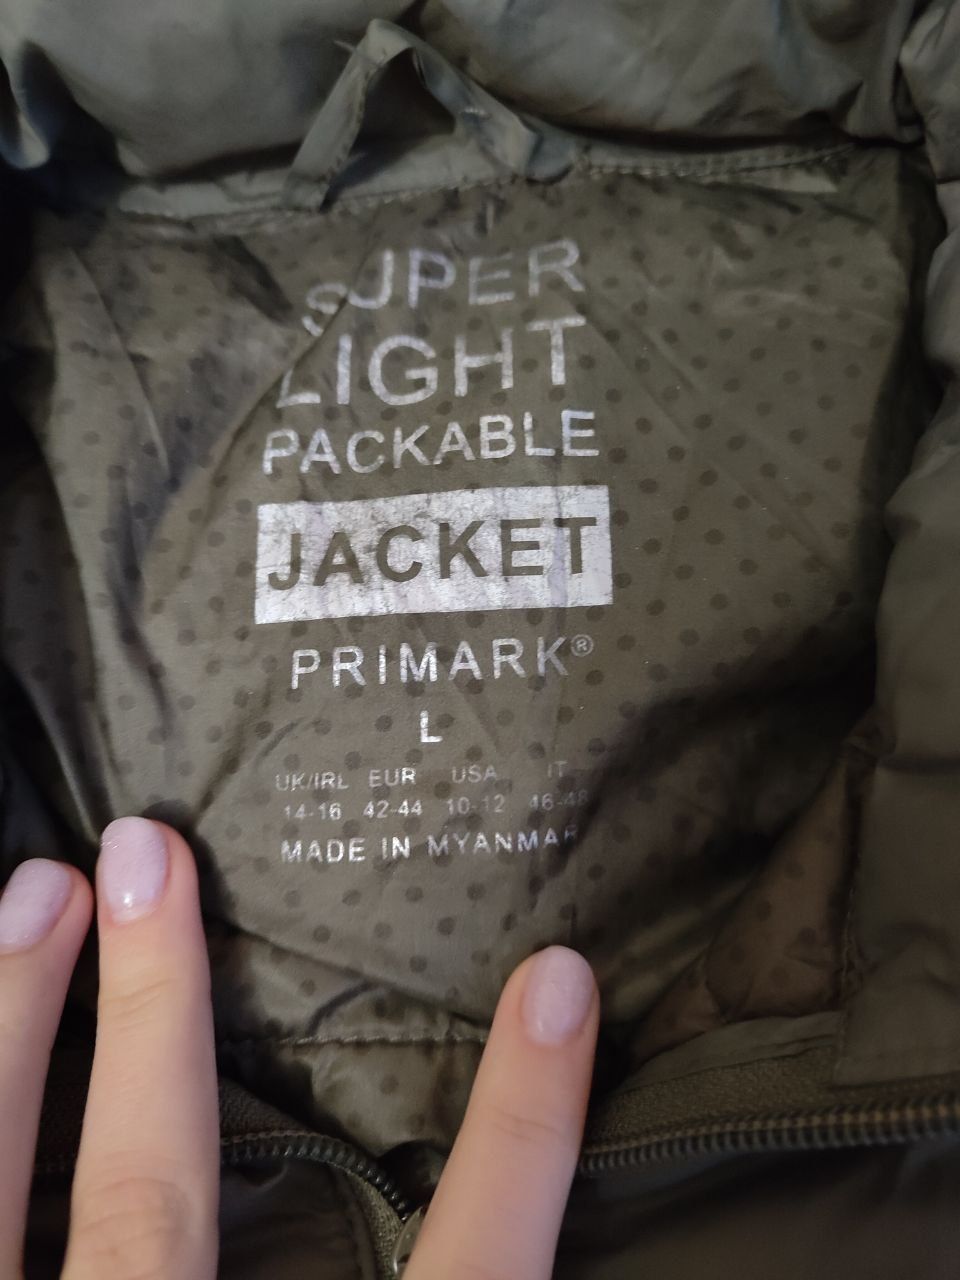 SUPER
LIGHT
PACKABLE
JACKET
PRIMARK®
L
UK/IRL EUR USA IT
14-16 42-44 10-12 46-48
MADE IN MYANMAR